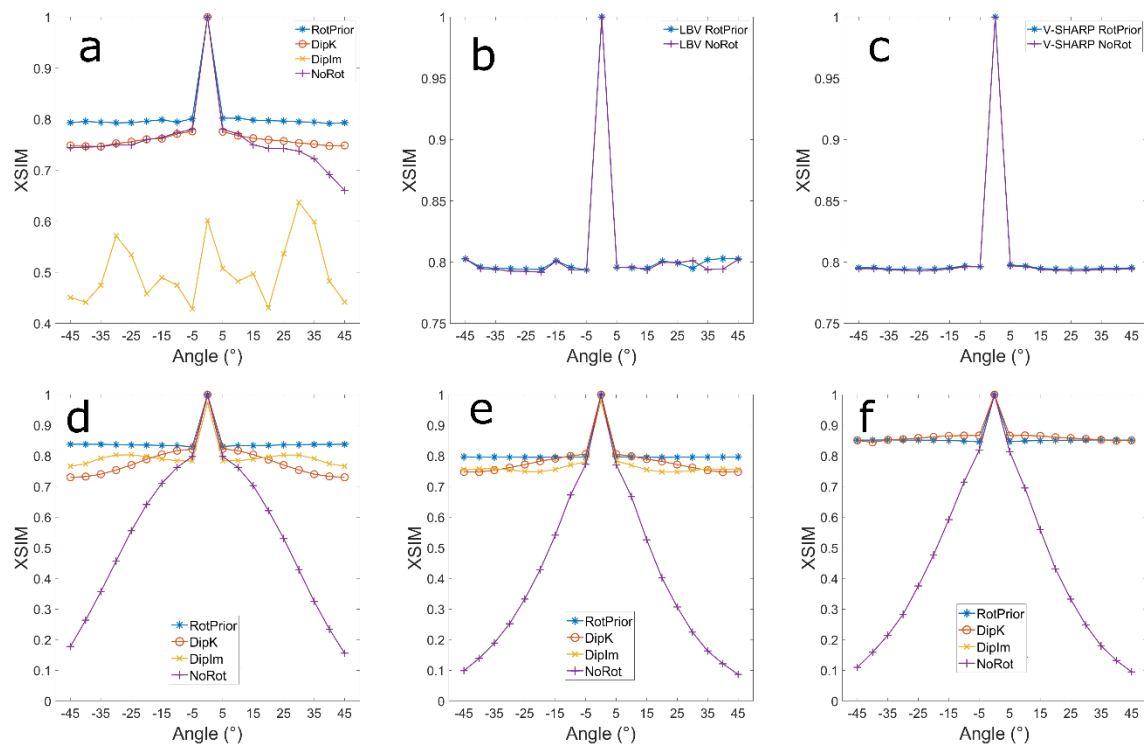 a
RotPrior
DipK
DipIm
NoRot
1
0.9
0.8
0.7
0.6
0.5
0.4
XSIM
-45 -35 -25 -15 -5 5 15 25 35 45
Angle (°)
b
LBV RotPrior
LBV NoRot
1
0.95
0.9
0.85
0.8
0.75
XSIM
-45 -35 -25 -15 -5 5 15 25 35 45
Angle (°)
c
V-SHARP RotPrior
V-SHARP NoRot
1
0.95
0.9
0.85
0.8
0.75
XSIM
-45 -35 -25 -15 -5 5 15 25 35 45
Angle (°)
d
1
0.9
0.8
0.7
0.6
0.5
0.4
0.3
0.2
0.1
0
XSIM
RotPrior
DipK
DipIm
NoRot
-45 -35 -25 -15 -5 5 15 25 35 45
Angle (°)
e
1
0.9
0.8
0.7
0.6
0.5
0.4
0.3
0.2
0.1
0
XSIM
RotPrior
DipK
DipIm
NoRot
-45 -35 -25 -15 -5 5 15 25 35 45
Angle (°)
f
1
0.9
0.8
0.7
0.6
0.5
0.4
0.3
0.2
0.1
0
XSIM
RotPrior
DipK
DipIm
NoRot
-45 -35 -25 -15 -5 5 15 25 35 45
Angle (°)